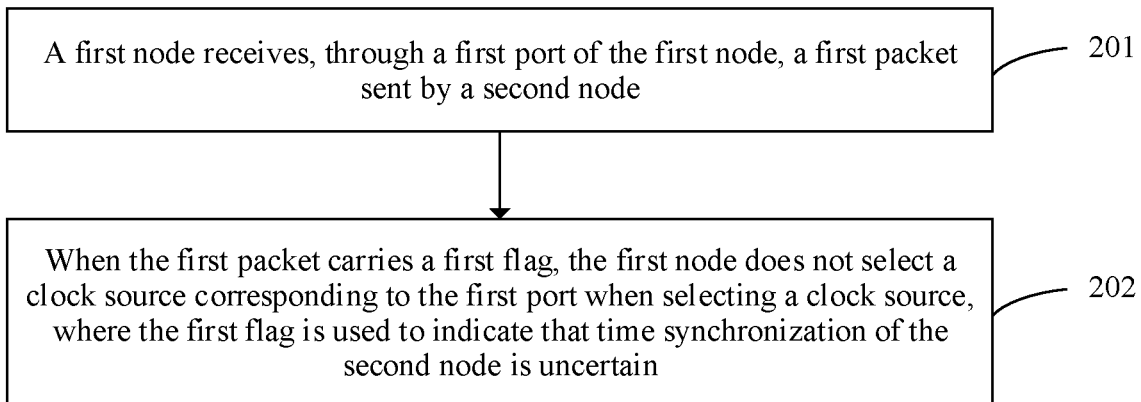 A first node receives, through a first port of the first node, a first packet
sent by a second node
201
When the first packet carries a first flag, the first node does not select a
clock source corresponding to the first port when selecting a clock source,
where the first flag is used to indicate that time synchronization of the
second node is uncertain
202